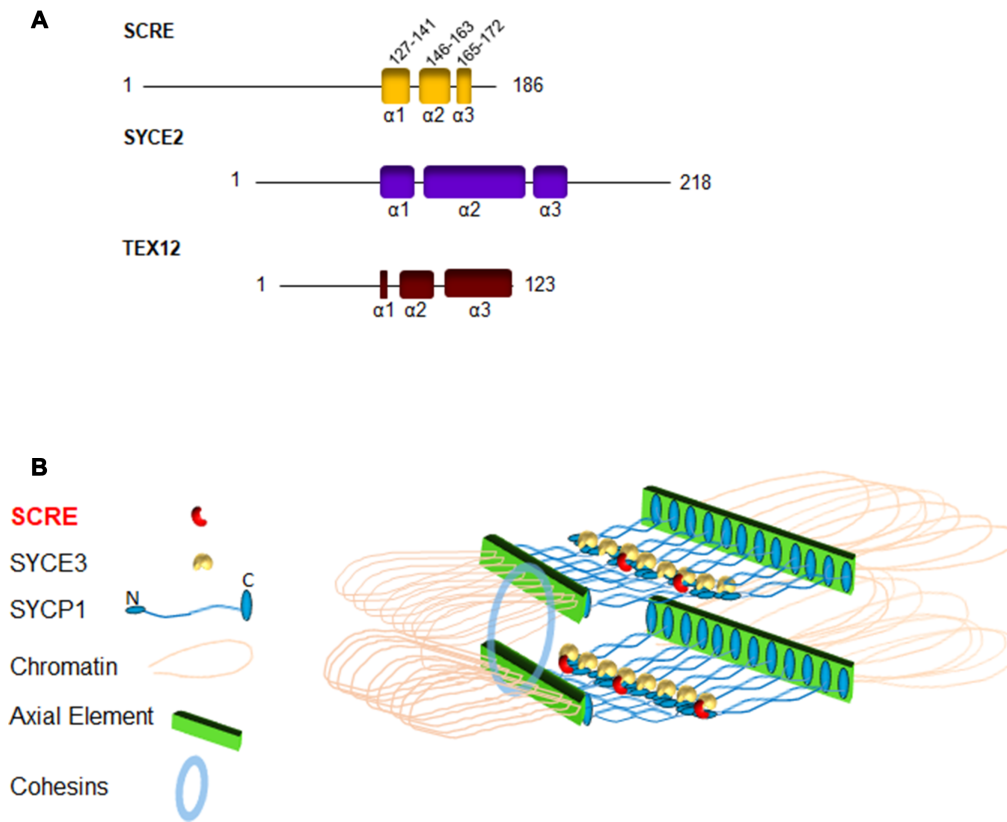 A
SCRE
127-141 146-163 165-172
1 186
α1 α2 α3
SYCE2
1 218
α1 α2 α3
TEX12
1 123
α1 α2 α3
B
SCRE
SYCE3
SYCP1 N C
Chromatin
Axial Element
Cohesins